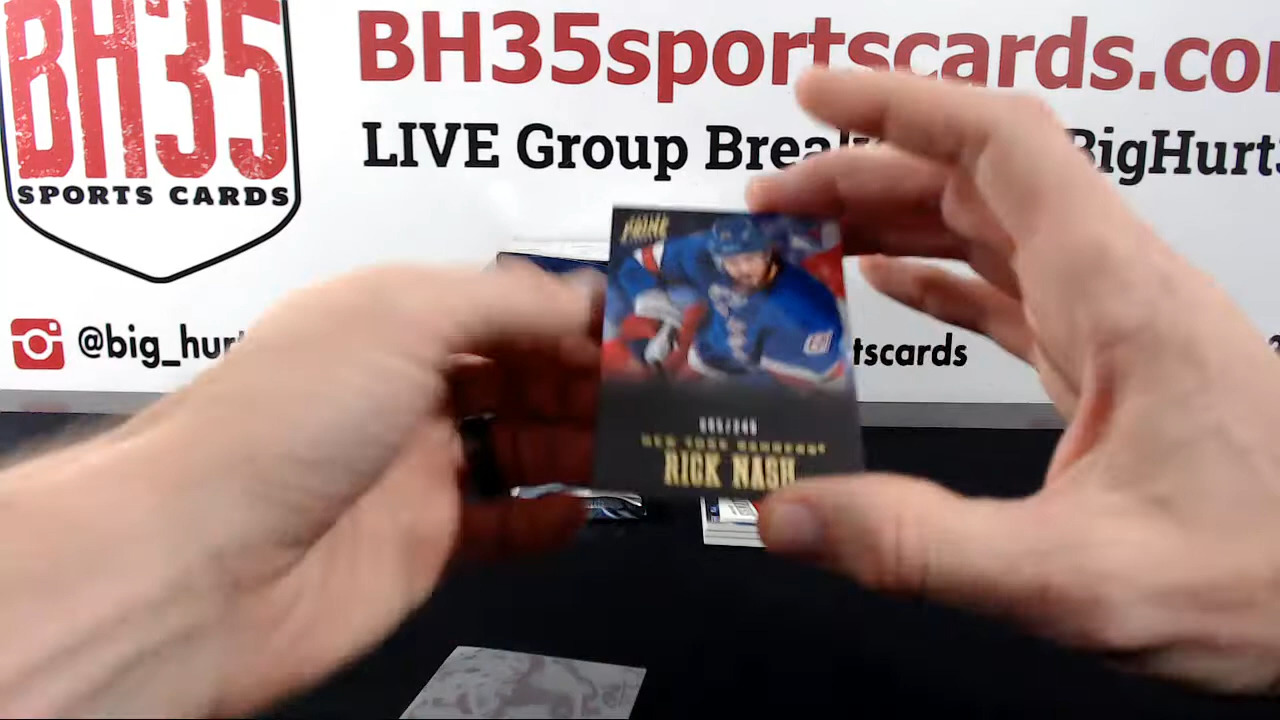 BH35
SPORTS CARDS
BH35sportscards.co
LIVE Group Brea
BigHurt
@big_hur
tscards
PRIME
NEW YORK RANGERS
RICK NASH